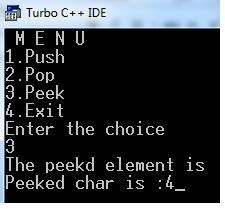 Turbo C++ IDE
M E N U
1.Push
2.Pop
3.Peek
4.Exit
Enter the choice
3
The peekd element is
Peeked char is :4_